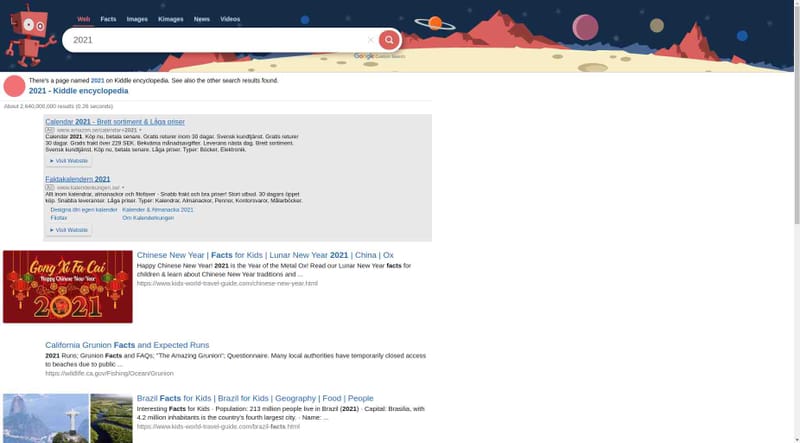 Web Facts Images Kimages News Videos
2021
Google Custom Search
There's a page named 2021 on Kiddle encyclopedia. See also the other search results found.
2021 - Kiddle encyclopedia
About 2,640,000,000 results (0.28 seconds)
Calendar 2021 - Brett sortiment & Låga priser
Ad www.amazon.se/calendar+2021
Calendar 2021. Köp nu, betala senare. Gratis returer inom 30 dagar. Svensk kundtjänst. Gratis returer
30 dagar. Grads frakt över 229 SEK. Bekväma månadsavgifter. Leverans nästa dag. Brett sortiment.
Svensk kundtjänst. Köp nu, betala senare. Låga priser. Typer: Böcker, Elektronik.
► Visit Website
Faktakalendern 2021
Ad www.kalenderkungen.se/
Allt inom kalendrar, almanackor och filofaxer - Snabb frakt och bra priser! Stort utbud. 30 dagars öppet
köp. Snabba leveranser. Låga priser. Typer: Kalendrar, Almanackor, Pennor, Kontorsvaror, Målarböcker.
Designa din egen kalender Kalender & Almanacka 2021
Filofax Om Kalenderkungen
► Visit Website
Gong Xi Fa Cai
Happy Chinese New Year
2021
Chinese New Year | Facts for Kids | Lunar New Year 2021 | China | Ox
Happy Chinese New Year! 2021 is the Year of the Metal Ox! Read our Lunar New Year facts for
children & learn about Chinese New Year traditions and ...
https://www.kids-world-travel-guide.com/chinese-new-year.html
California Grunion Facts and Expected Runs
2021 Runs; Grunion Facts and FAQs; "The Amazing Grunion"; Questionnaire. Many local authorities have temporarily closed access
to beaches due to public ...
https://wildlife.ca.gov/Fishing/Ocean/Grunion
Brazil Facts for Kids | Brazil for Kids | Geography | Food | People
Interesting Facts for Kids · Population: 213 million people live in Brazil (2021) · Capital: Brasilia, with
4.2 million inhabitants is the country's fourth largest city. · Name: ...
https://www.kids-world-travel-guide.com/brazil-facts.html